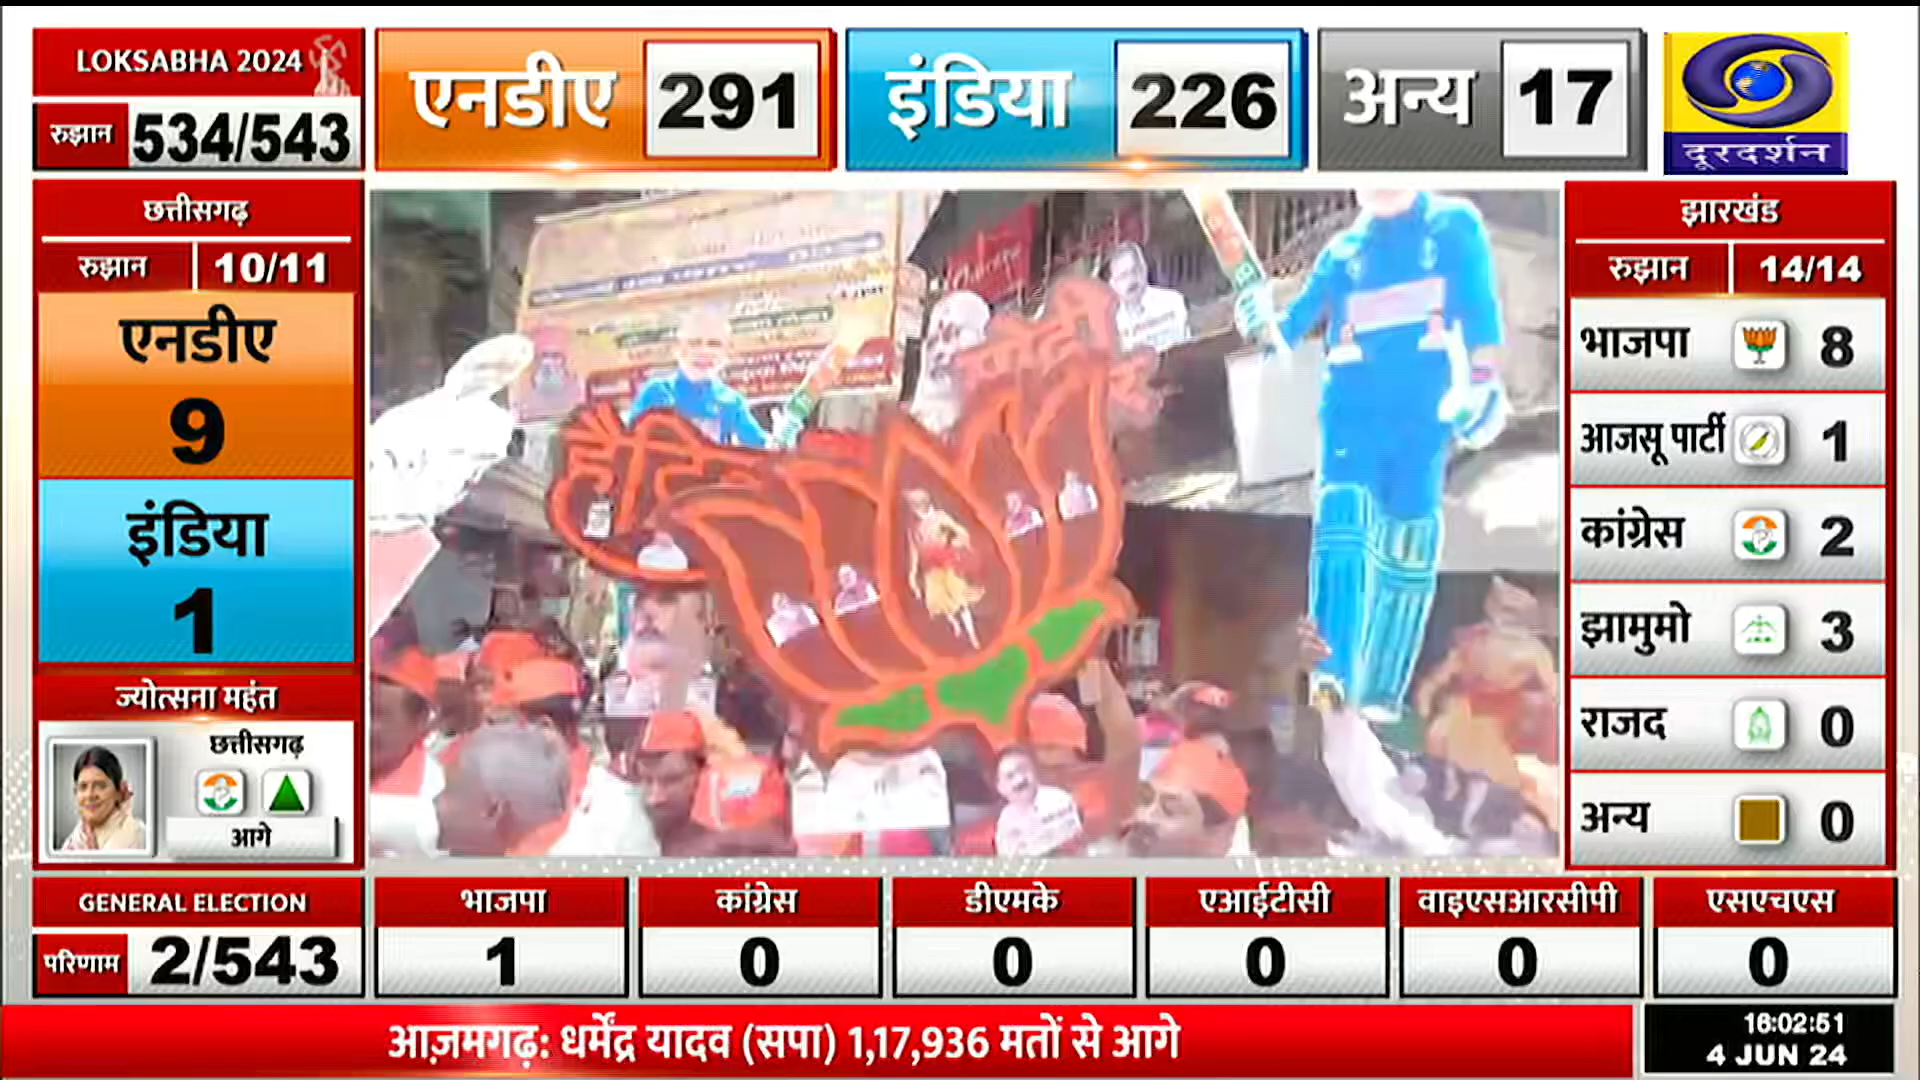 LOKSABHA 2024
रुझान 534/543
एनडीए 291
इंडिया 226
अन्य 17
दूरदर्शन
छत्तीसगढ़
रुझान 10/11
एनडीए
9
इंडिया
1
ज्योत्सना महंत
छत्तीसगढ़
आगे
हैट्रिक
मोदी
झारखंड
रुझान 14/14
भाजपा 8
आजसू पार्टी 1
कांग्रेस 2
झामुमो 3
राजद 0
अन्य 0
GENERAL ELECTION
परिणाम 2/543
भाजपा
1
कांग्रेस
0
डीएमके
0
एआईटीसी
0
वाइएसआरसीपी
0
एसएचएस
0
आज़मगढ़: धर्मेंद्र यादव (सपा) 1,17,936 मतों से आगे
16:02:51
4 JUN 24